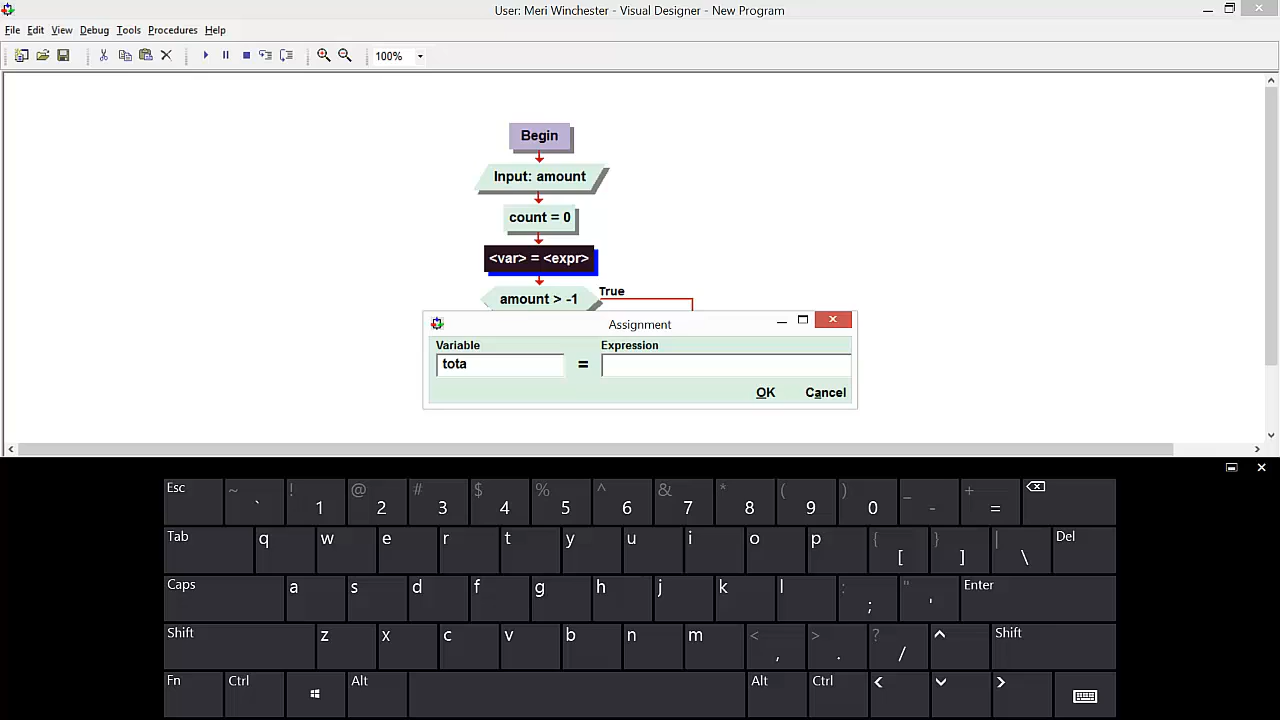 User: Meri Winchester - Visual Designer - New Program
File Edit View Debug Tools Procedures Help
100%
Begin
Input: amount
count = 0
<var> = <expr>
amount > -1
True
Assignment
Variable
Expression
tota
=
OK Cancel
Esc ~ ` ! 1 @ 2 # 3 $ 4 % 5 ^ 6 & 7 * 8 ( 9 ) 0 _ - + =
Tab q w e r t y u i o p { [ } ] | \ Del
Caps a s d f g h j k l : ; " ' Enter
Shift z x c v b n m < , > . ? / Shift
Fn Ctrl Alt Alt Ctrl